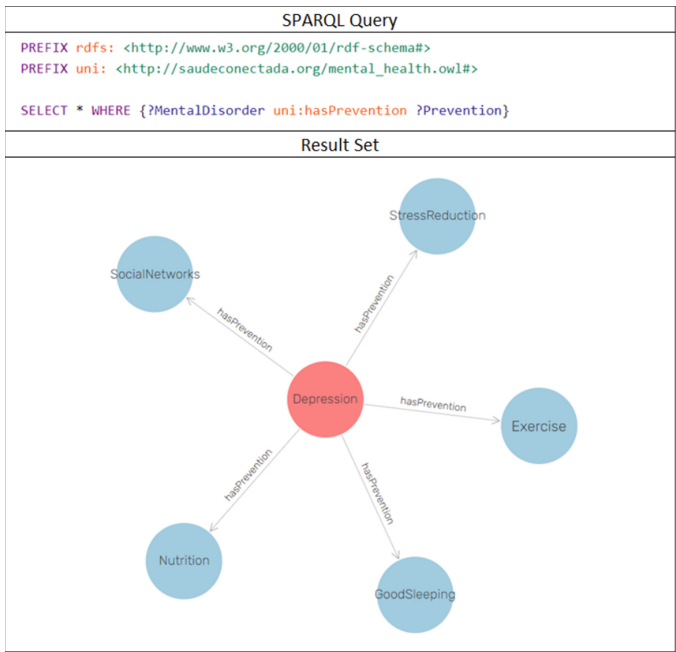 SPARQL Query
PREFIX rdfs: <http://www.w3.org/2000/01/rdf-schema#>
PREFIX uni: <http://saudeconectada.org/mental_health.owl#>
SELECT * WHERE {?MentalDisorder uni:hasPrevention ?Prevention}
Result Set
StressReduction
SocialNetworks
hasPrevention
hasPrevention
Depression
hasPrevention
Exercise
hasPrevention
hasPrevention
Nutrition
GoodSleeping